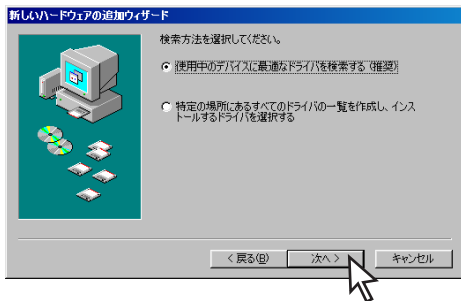 新しいハードウェアの追加ウィザード
検索方法を選択してください。
使用中のデバイスに最適なドライバを検索する (推奨)
特定の場所にあるすべてのドライバの一覧を作成し、インス
トールするドライバを選択する
< 戻る(B)
次へ >
キャンセル